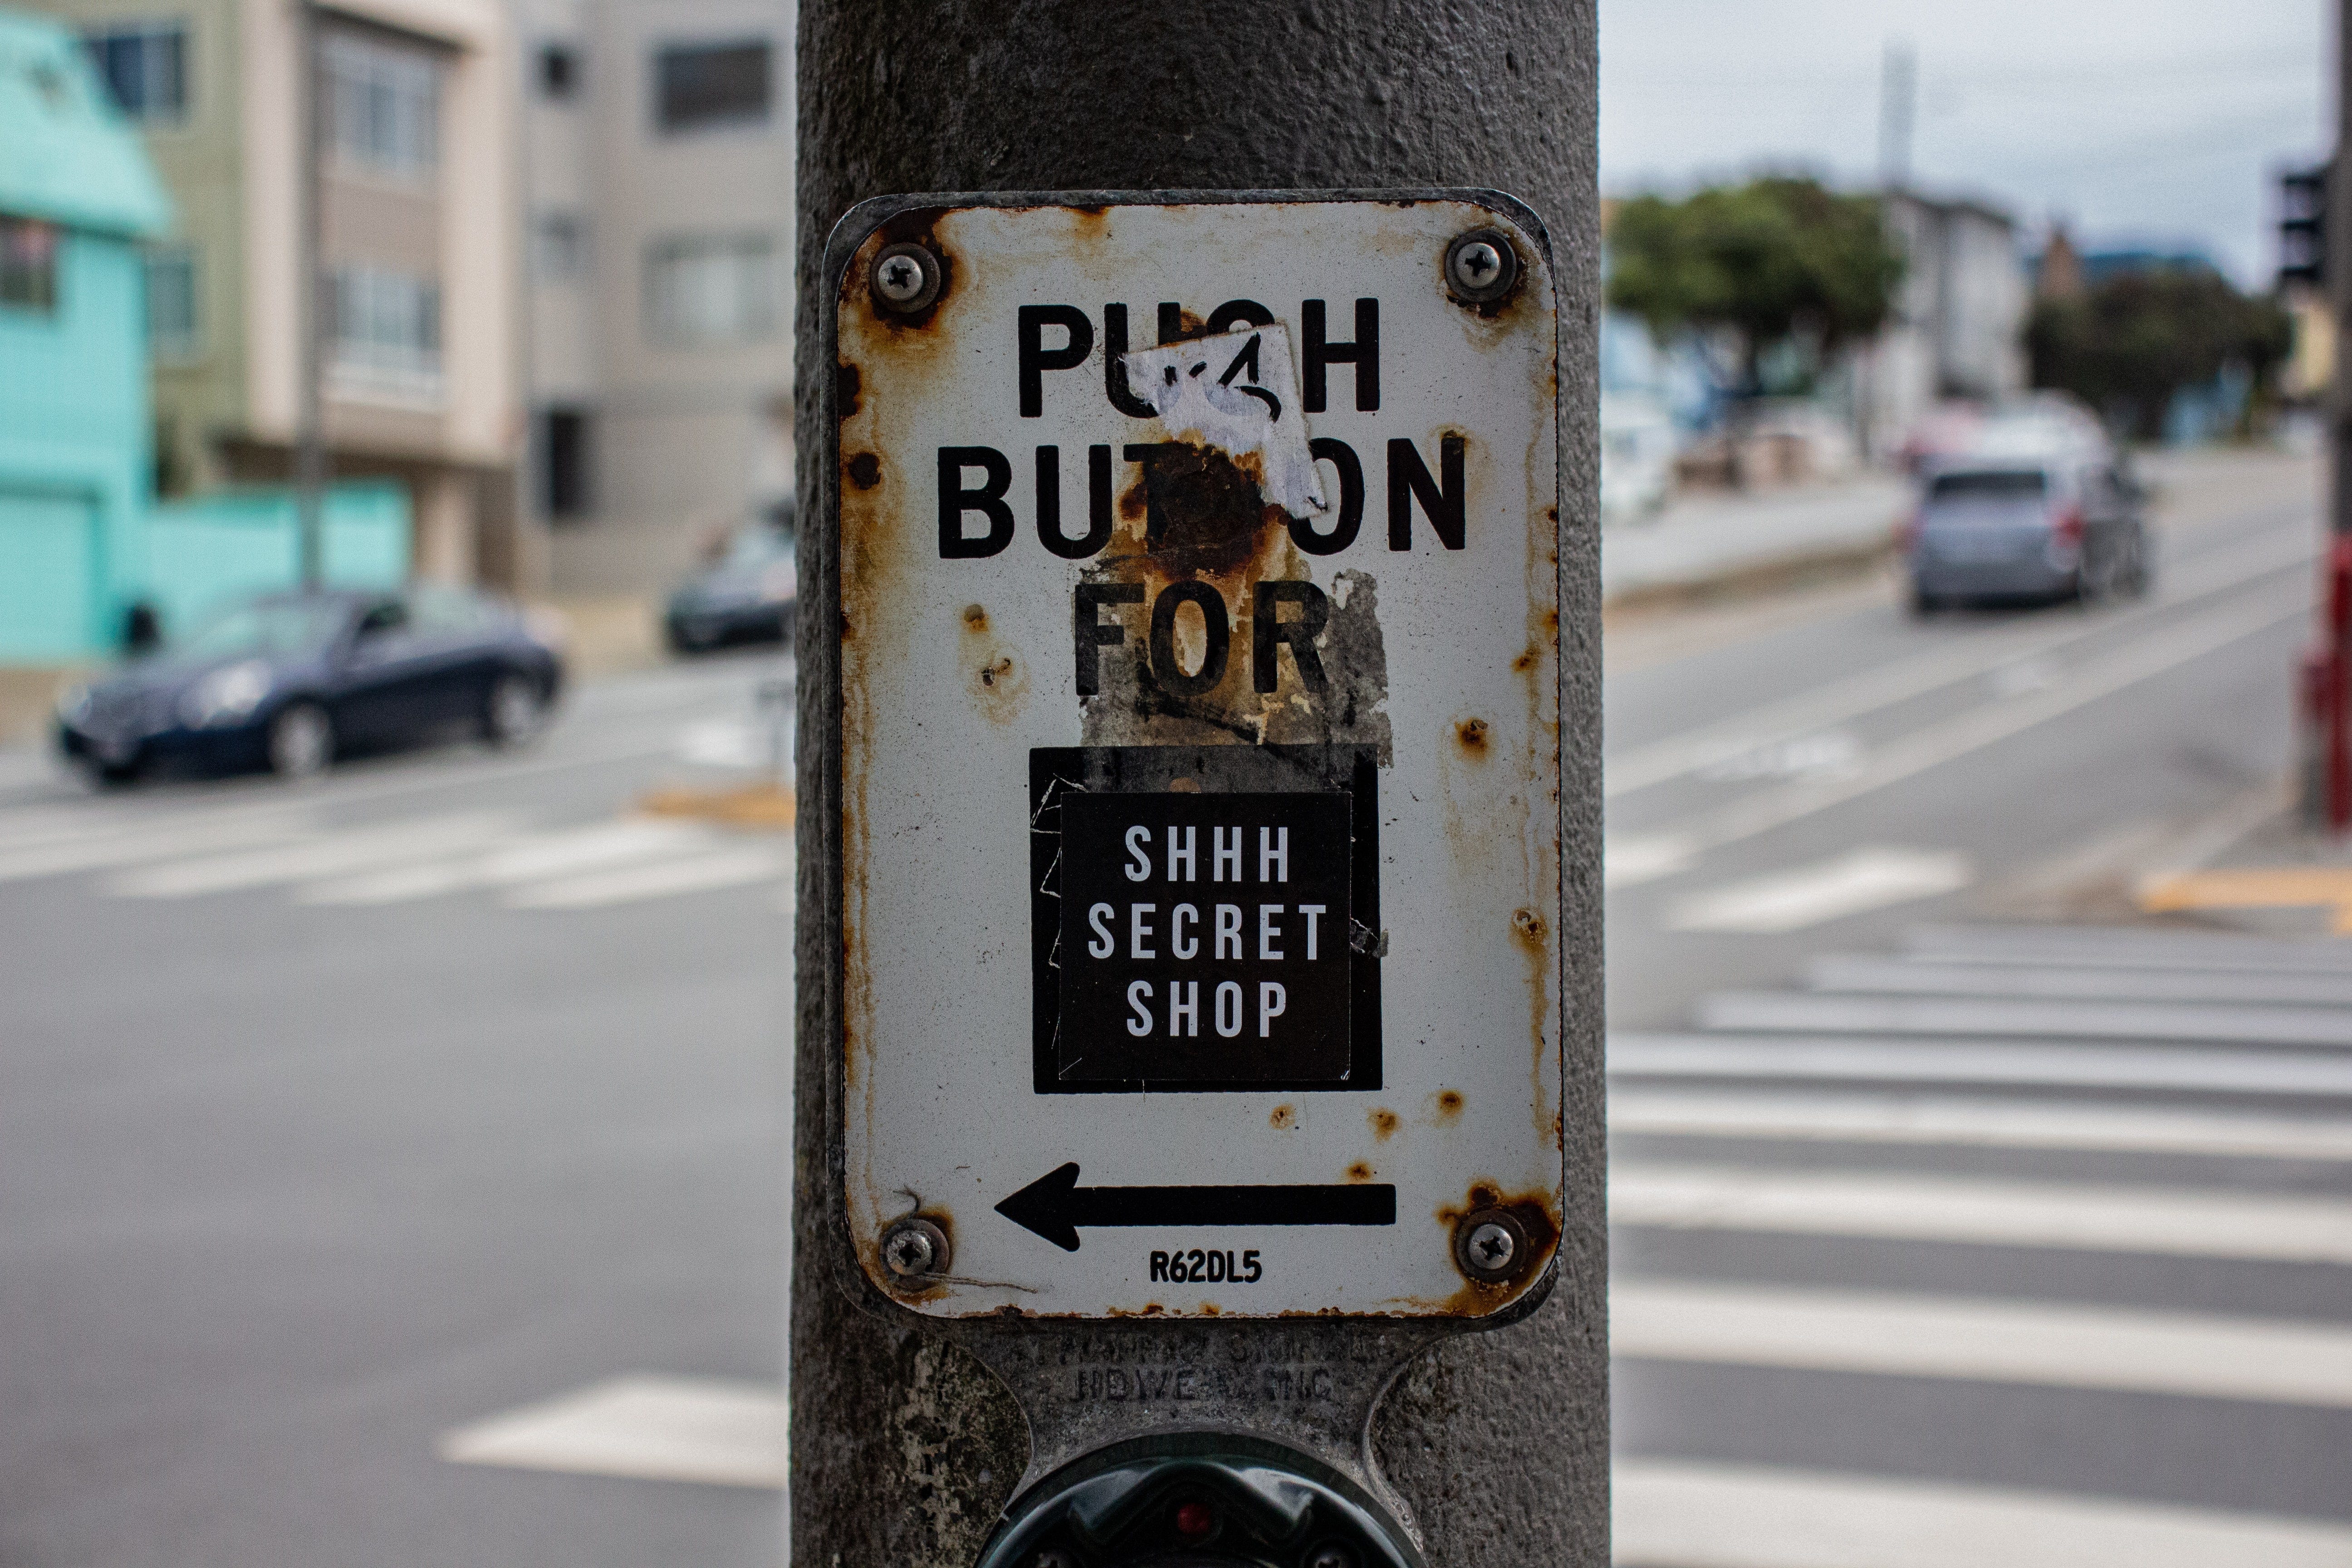 PUSH
BUTTON
FOR
SHHH
SECRET
SHOP
R62DL5